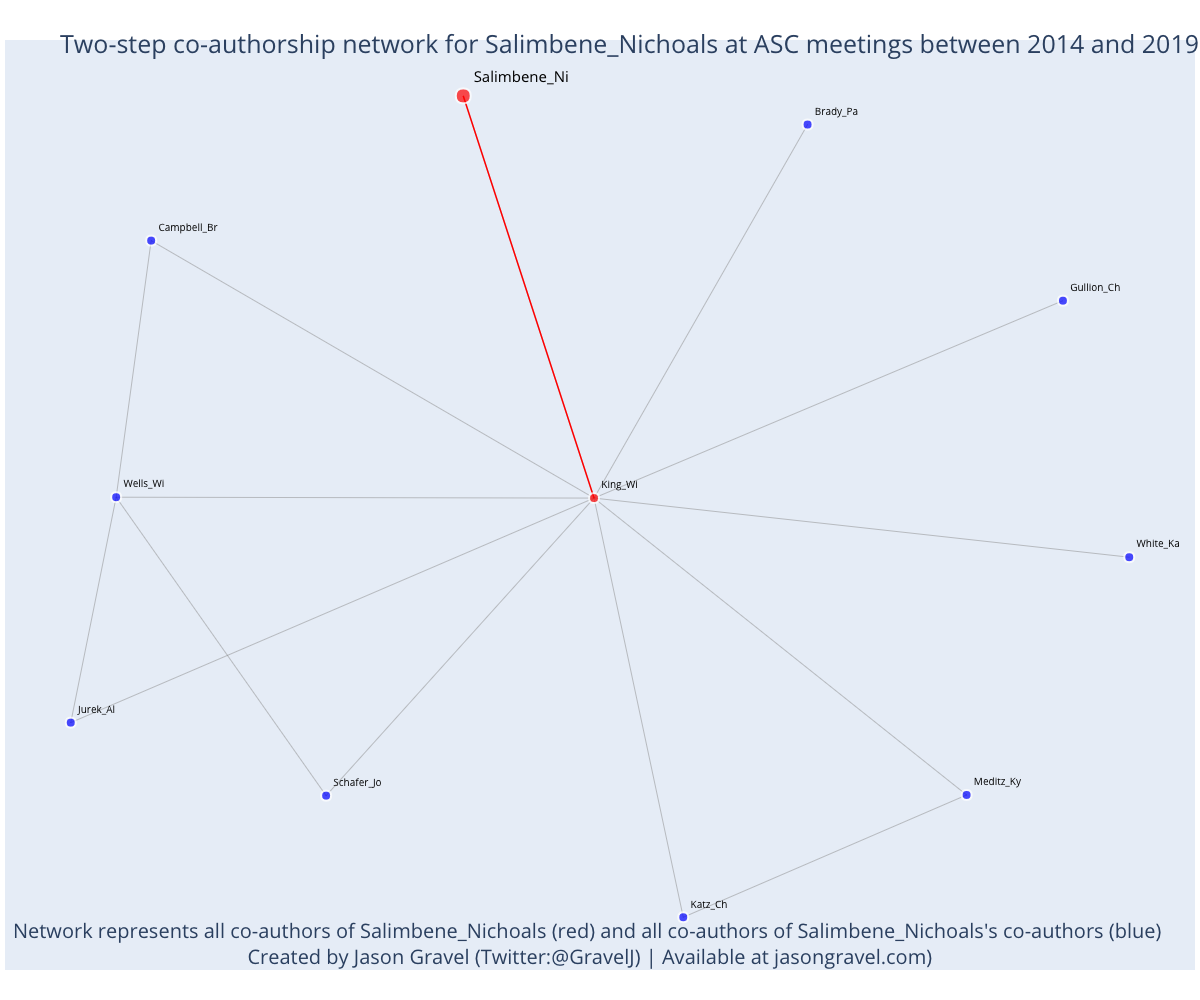 Two-step co-authorship network for Salimbene_Nichoals at ASC meetings between 2014 and 2019
Salimbene_Ni
Brady_Pa
Campbell_Br
Gullion_Ch
Wells_Wi
King_Wi
White_Ka
Jurek_Al
Schafer_Jo
Meditz_Ky
Katz_Ch
Network represents all co-authors of Salimbene_Nichoals (red) and all co-authors of Salimbene_Nichoals's co-authors (blue)
Created by Jason Gravel (Twitter:@GravelJ) | Available at jasongravel.com)